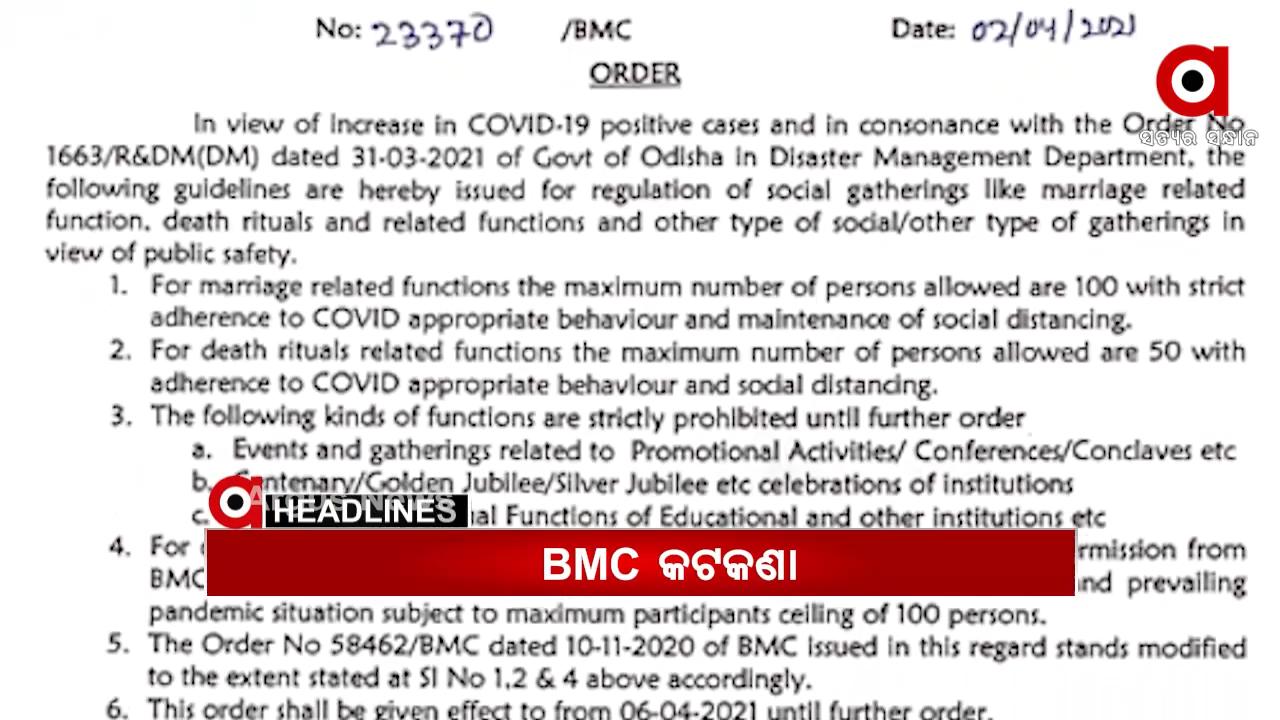 No: 23370 /BMC Date: 02/04/2021
ORDER
In view of increase in COVID-19 positive cases and in consonance with the Order No
1663/R&DM(DM) dated 31-03-2021 of Govt of Odisha in Disaster Management Department, the
ସତ୍ୟର ସନ୍ଧାନ
following guidelines are hereby issued for regulation of social gatherings like marriage related
function, death rituals and related functions and other type of social/other type of gatherings in
view of public safety.
1. For marriage related functions the maximum number of persons allowed are 100 with strict
adherence to COVID appropriate behaviour and maintenance of social distancing.
2. For death rituals related functions the maximum number of persons allowed are 50 with
adherence to COVID appropriate behaviour and social distancing.
3. The following kinds of functions are strictly prohibited until further order
a. Events and gatherings related to Promotional Activities/ Conferences/Conclaves etc
b. Centenary/Golden Jubilee/Silver Jubilee etc celebrations of institutions
c. Functions of Educational and other institutions etc
HEADLINES
4. For rmission from
BMC କଟକଣା
BMC and prevailing
pandemic situation subject to maximum participants ceiling of 100 persons.
5. The Order No 58462/BMC dated 10-11-2020 of BMC issued in this regard stands modified
to the extent stated at Sl No 1,2 & 4 above accordingly.
6. This order shall be given effect to from 06-04-2021 until further order.